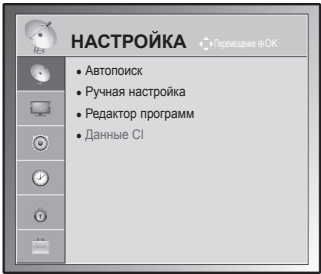 НАСТРОЙКА Перемещение OK
• Автопоиск
• Ручная настройка
• Редактор программ
• Данные CI